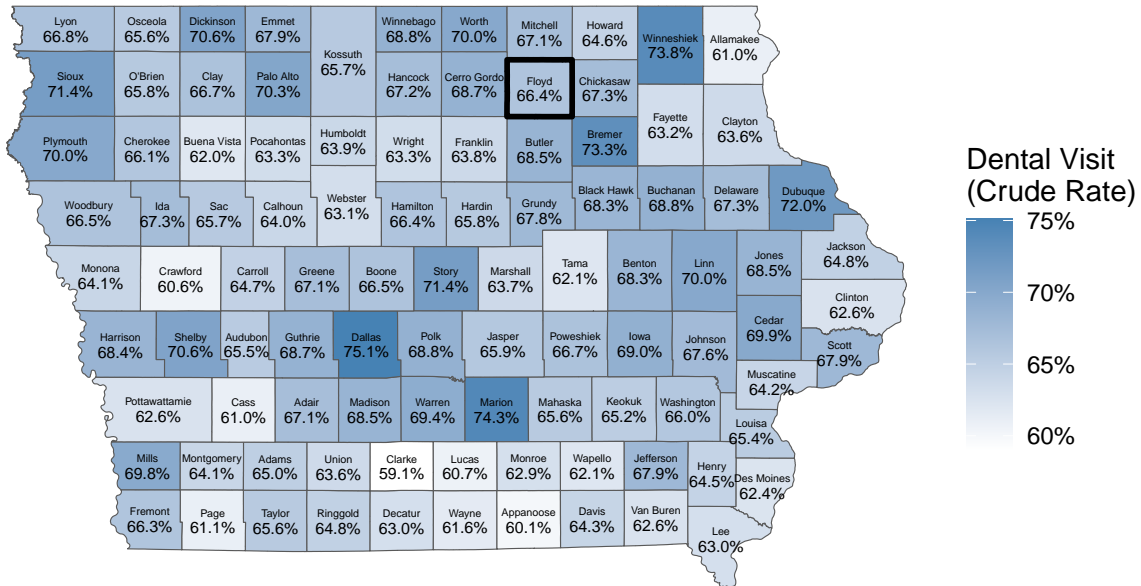 Lyon
66.8%
Osceola
65.6%
Dickinson
70.6%
Emmet
67.9%
Winnebago
68.8%
Worth
70.0%
Mitchell
67.1%
Howard
64.6%
Winneshiek
73.8%
Allamakee
61.0%
Kossuth
65.7%
Sioux
71.4%
O'Brien
65.8%
Clay
66.7%
Palo Alto
70.3%
Hancock
67.2%
Cerro Gordo
68.7%
Floyd
66.4%
Chickasaw
67.3%
Fayette
63.2%
Clayton
63.6%
Plymouth
70.0%
Cherokee
66.1%
Buena Vista
62.0%
Pocahontas
63.3%
Humboldt
63.9%
Wright
63.3%
Franklin
63.8%
Butler
68.5%
Bremer
73.3%
Dental Visit
(Crude Rate)
75%
70%
65%
60%
Woodbury
66.5%
Ida
67.3%
Sac
65.7%
Calhoun
64.0%
Webster
63.1%
Hamilton
66.4%
Hardin
65.8%
Grundy
67.8%
Black Hawk
68.3%
Buchanan
68.8%
Delaware
67.3%
Dubuque
72.0%
Monona
64.1%
Crawford
60.6%
Carroll
64.7%
Greene
67.1%
Boone
66.5%
Story
71.4%
Marshall
63.7%
Tama
62.1%
Benton
68.3%
Linn
70.0%
Jones
68.5%
Jackson
64.8%
Clinton
62.6%
Harrison
68.4%
Shelby
70.6%
Audubon
65.5%
Guthrie
68.7%
Dallas
75.1%
Polk
68.8%
Jasper
65.9%
Poweshiek
66.7%
Iowa
69.0%
Johnson
67.6%
Cedar
69.9%
Scott
67.9%
Muscatine
64.2%
Pottawattamie
62.6%
Cass
61.0%
Adair
67.1%
Madison
68.5%
Warren
69.4%
Marion
74.3%
Mahaska
65.6%
Keokuk
65.2%
Washington
66.0%
Louisa
65.4%
Mills
69.8%
Montgomery
64.1%
Adams
65.0%
Union
63.6%
Clarke
59.1%
Lucas
60.7%
Monroe
62.9%
Wapello
62.1%
Jefferson
67.9%
Henry
64.5%
Des Moines
62.4%
Fremont
66.3%
Page
61.1%
Taylor
65.6%
Ringgold
64.8%
Decatur
63.0%
Wayne
61.6%
Appanoose
60.1%
Davis
64.3%
Van Buren
62.6%
Lee
63.0%